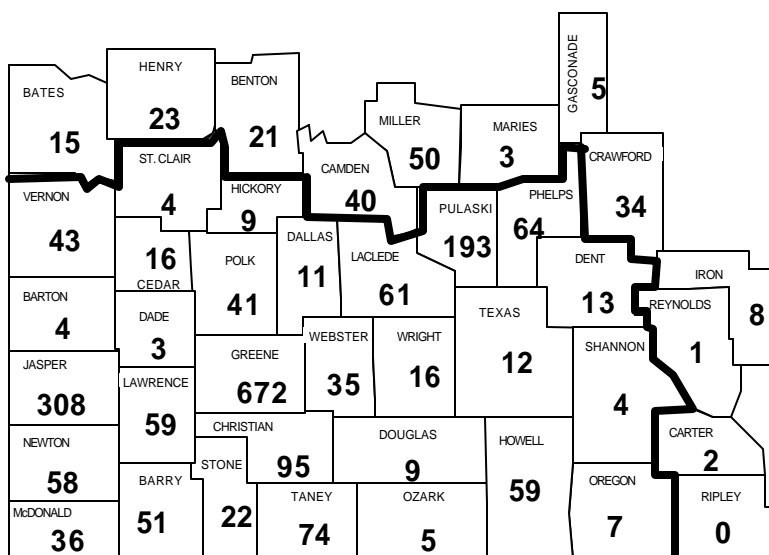 GASCONADE
5
HENRY
23
BENTON
21
BATES
15
MILLER
50
MARIES
3
CRAWFORD
34
ST. CLAIR
4
CAMDEN
40
VERNON
43
HICKORY
9
PULASKI
193
PHELPS
64
16
CEDAR
POLK
41
DALLAS
11
LACLEDE
61
DENT
13
IRON
8
BARTON
4
DADE
3
TEXAS
12
REYNOLDS
1
JASPER
308
GREENE
672
WEBSTER
35
WRIGHT
16
SHANNON
4
LAWRENCE
59
CHRISTIAN
95
DOUGLAS
9
HOWELL
59
CARTER
2
NEWTON
58
STONE
22
BARRY
51
TANEY
74
OZARK
5
OREGON
7
RIPLEY
0
McDONALD
36